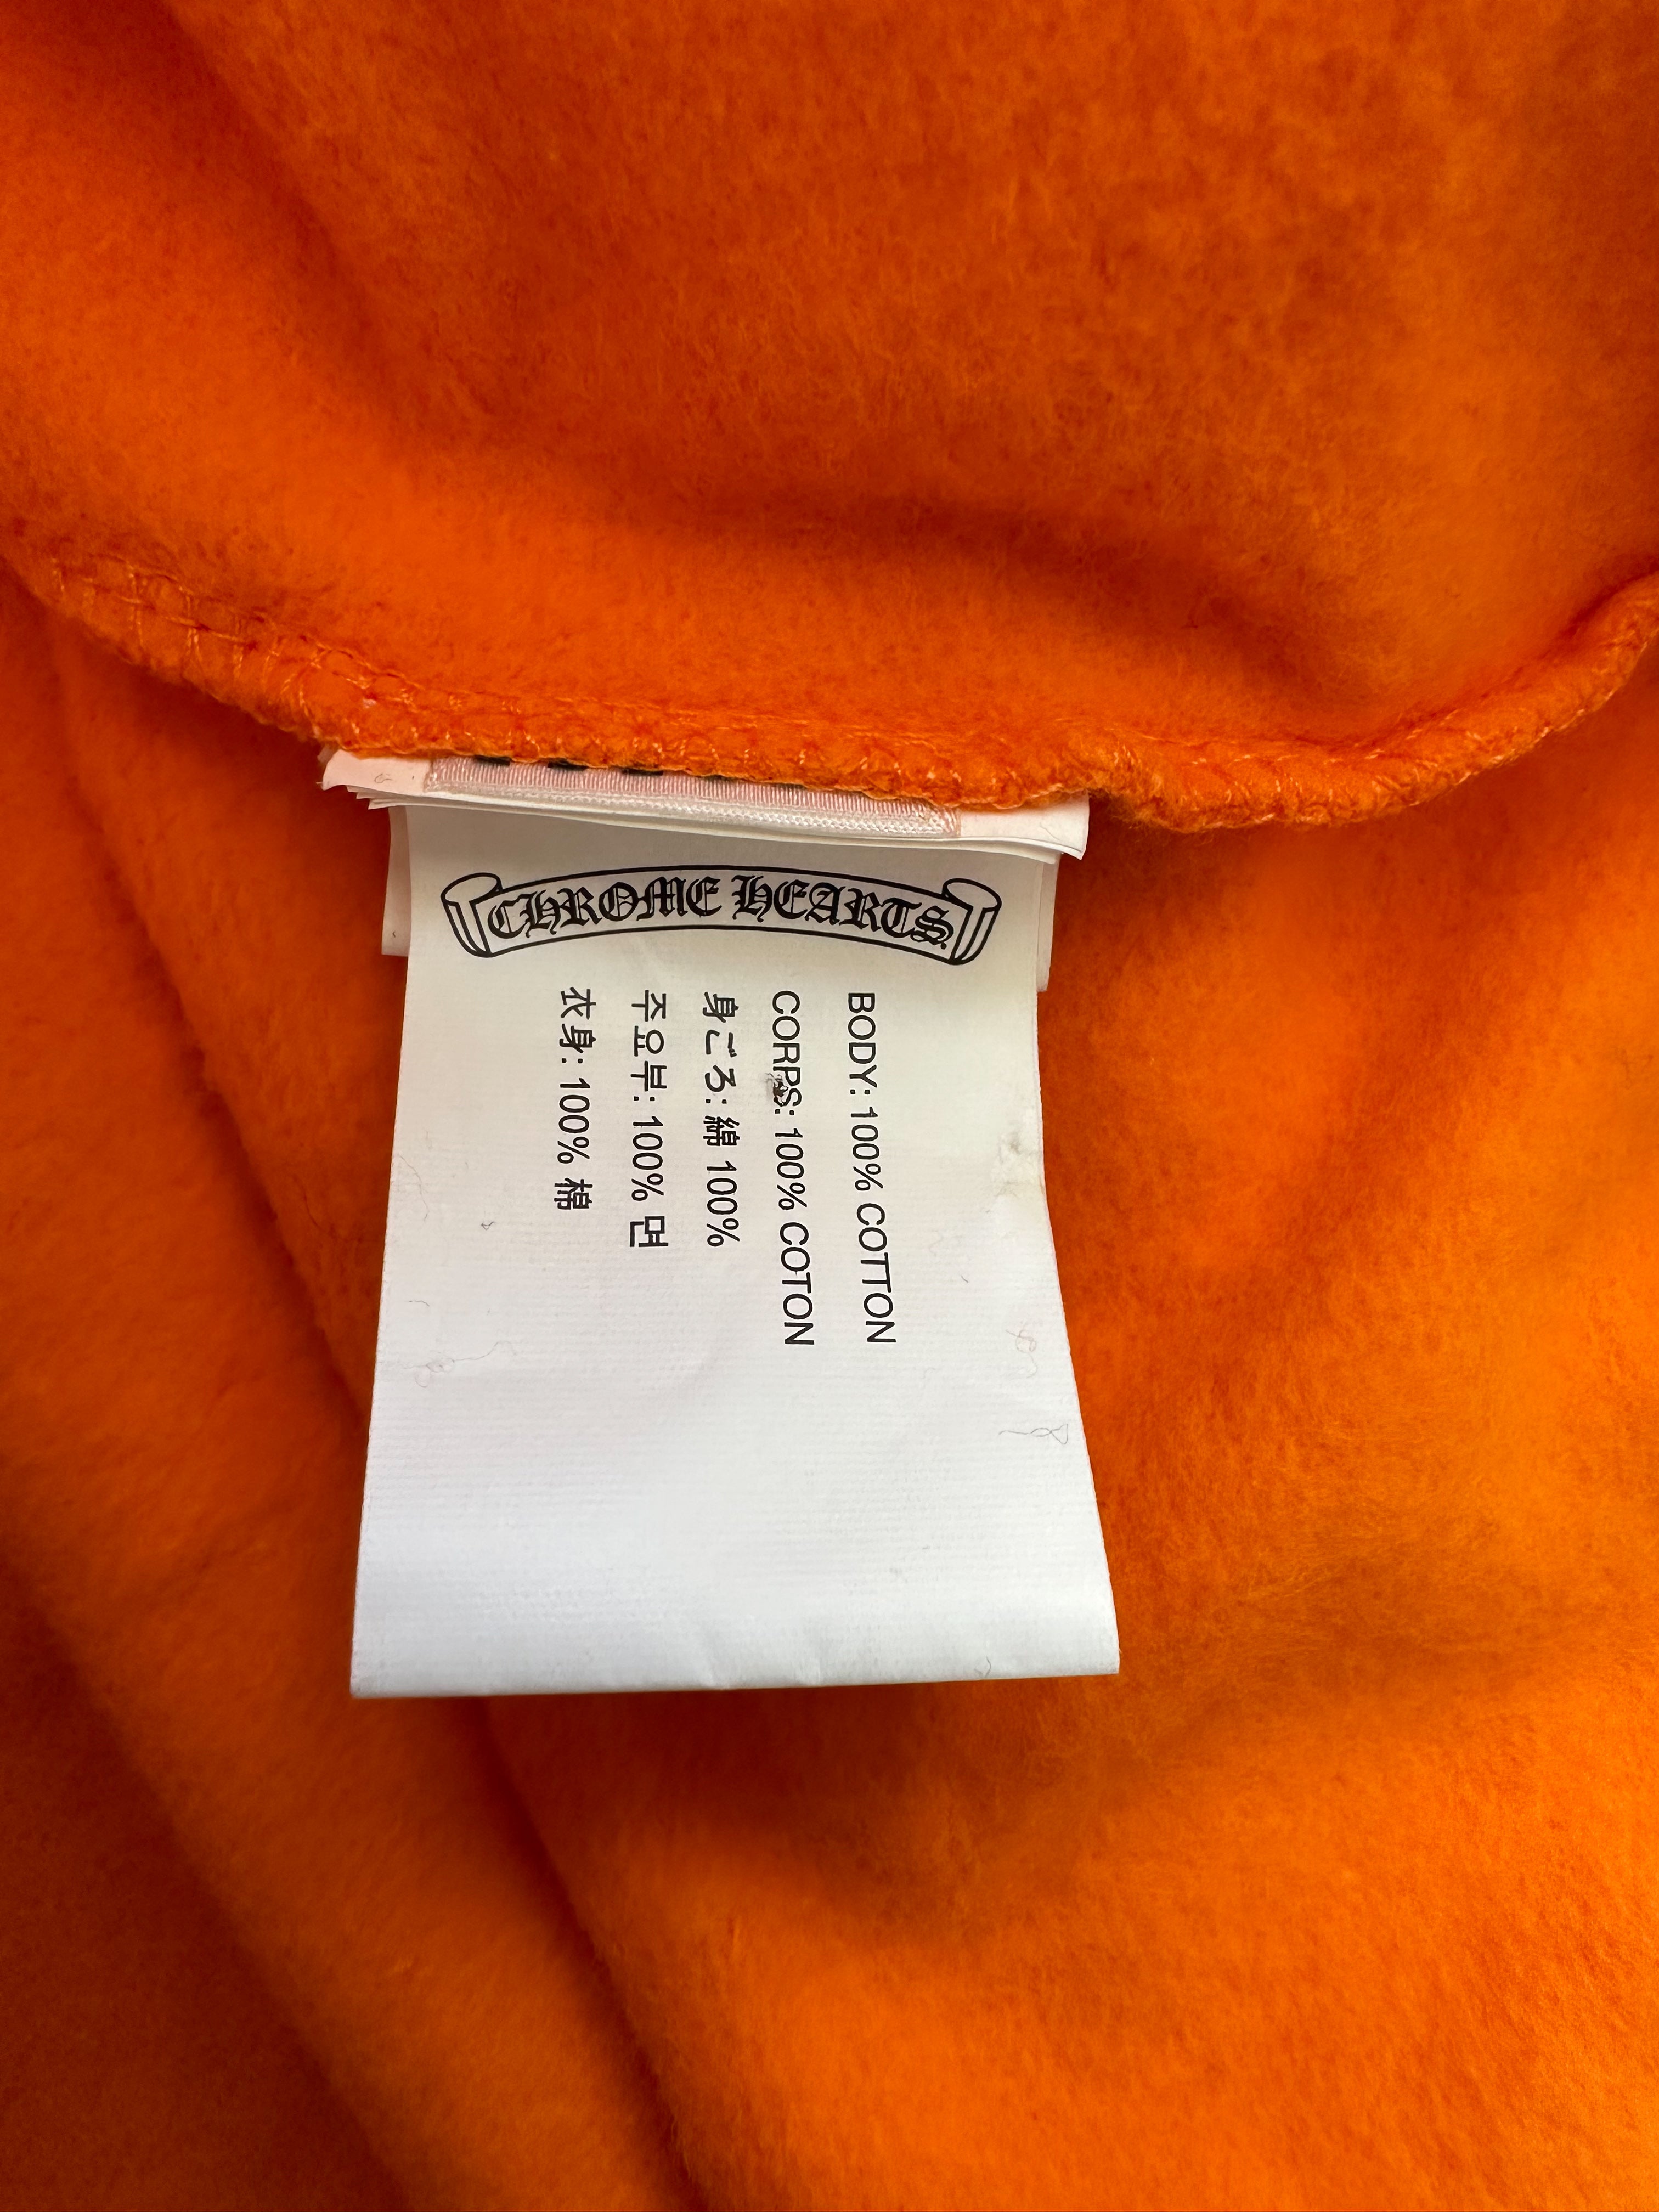 CHROME HEARTS
BODY: 100% COTTON
CORPS: 100% COTON
身ごろ: 綿 100%
주요부: 100% 면
衣身: 100% 棉